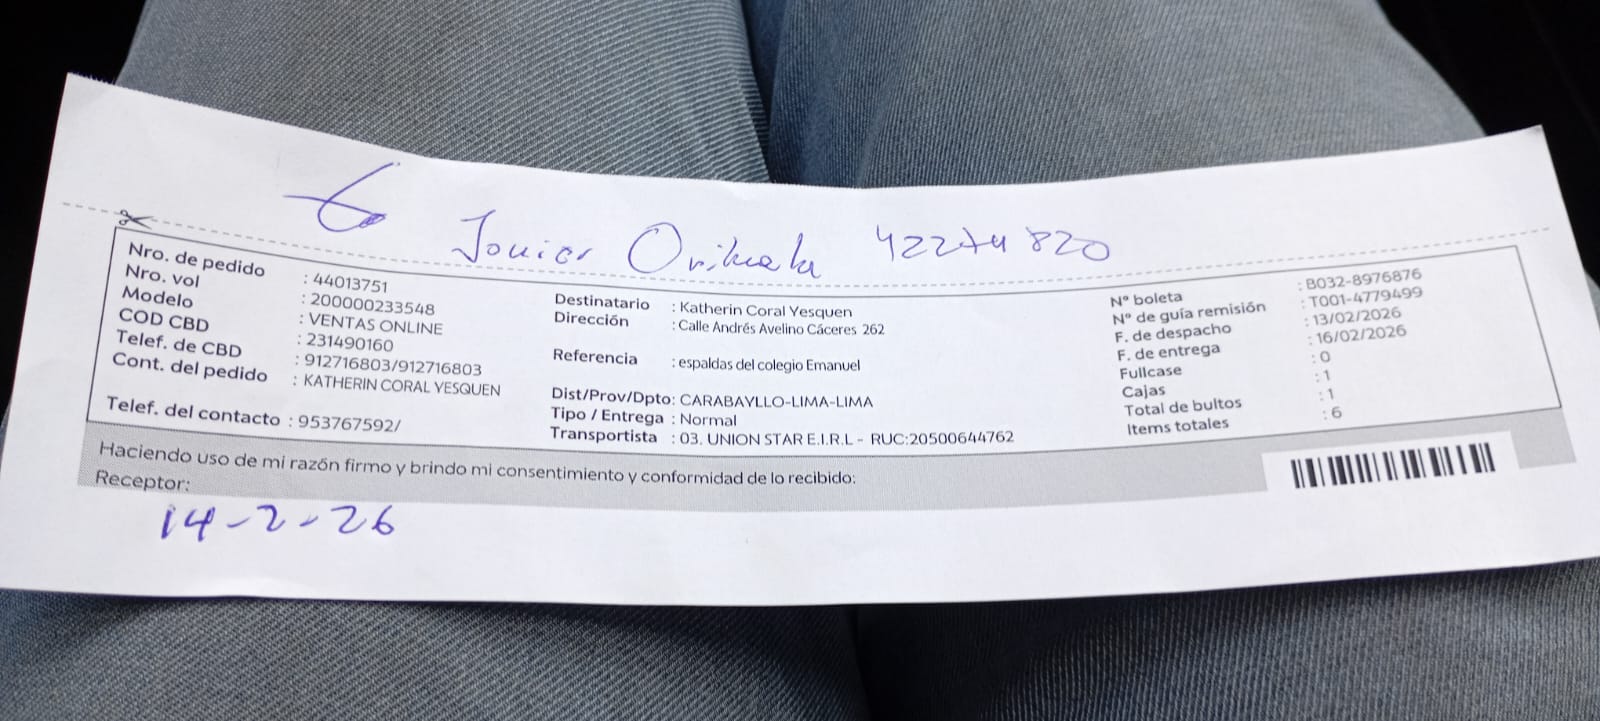 Javier Orihuela 42274820
Nro. de pedido : 44013751
Nro. vol : 200000233548
Modelo : VENTAS ONLINE
COD CBD : 231490160
Telef. de CBD : 912716803/912716803
Cont. del pedido : KATHERIN CORAL YESQUEN
Telef. del contacto : 953767592/
Destinatario : Katherin Coral Yesquen
Dirección : Calle Andrés Avelino Cáceres 262
Referencia : espaldas del colegio Emanuel
Dist/Prov/Dpto: CARABAYLLO-LIMA-LIMA
Tipo / Entrega : Normal
Transportista : 03. UNION STAR E.I.R.L - RUC:20500644762
N° boleta : B032-8976876
N° de guía remisión : T001-4779499
F. de despacho : 13/02/2026
F. de entrega : 16/02/2026
Fullcase : 0
Cajas : 1
Total de bultos : 1
Items totales : 6
Haciendo uso de mi razón firmo y brindo mi consentimiento y conformidad de lo recibido:
Receptor:
14-2-26